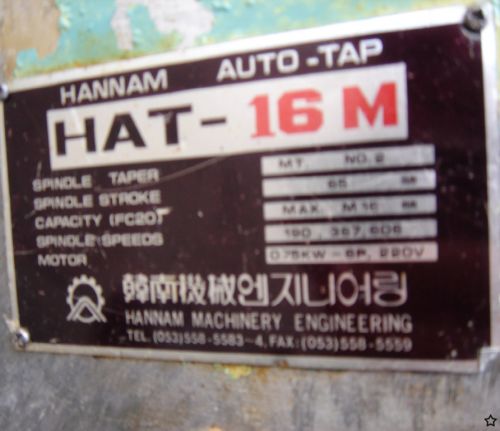 HANNAM AUTO-TAP
HAT-16M
SPINDLE TAPER MT. NO.2
SPINDLE STROKE 65 ㎜
CAPACITY (FC20) MAX. M16 ㎜
SPINDLE SPEEDS 190, 367, 606
MOTOR 0.75KW-6P, 220V
韓南機械엔지니어링
HANNAM MACHINERY ENGINEERING
TEL.(053)558-5583-4, FAX:(053)558-5559